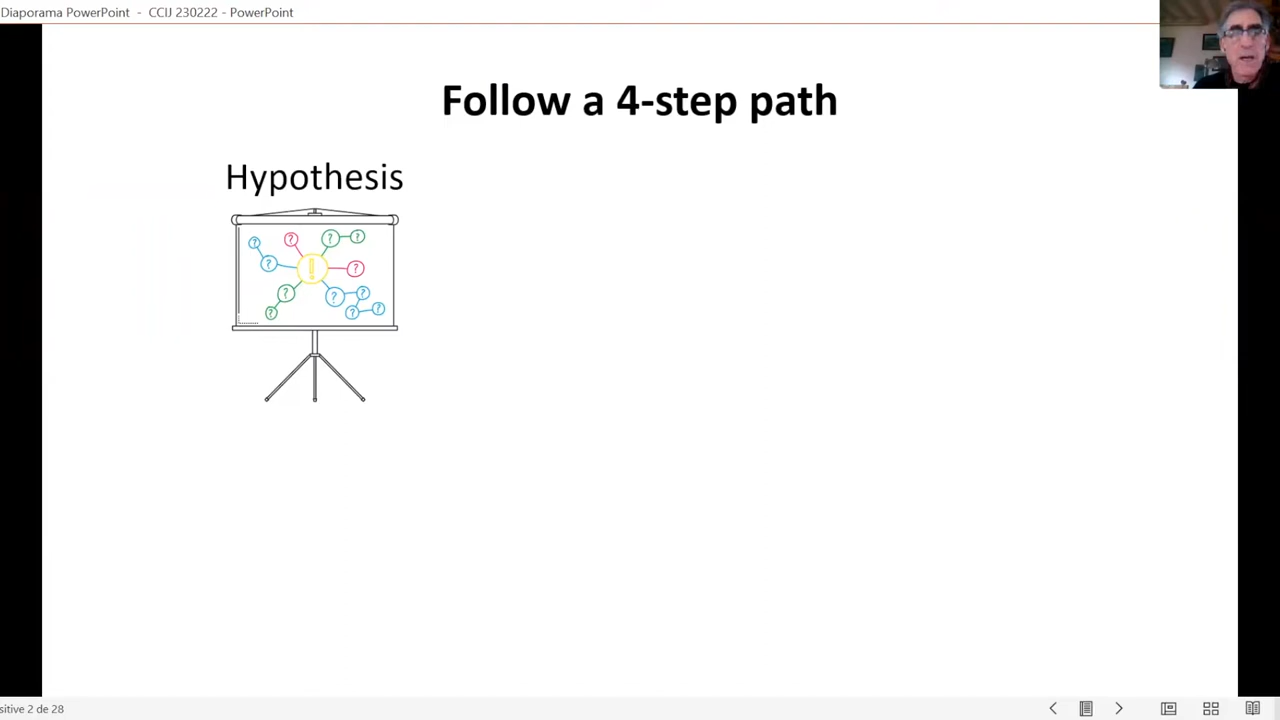 Diaporama PowerPoint - CCIJ 230222 - PowerPoint
Follow a 4-step path
Hypothesis
? ? ? ?
? ! ?
? ? ?
? ? ?
sitive 2 de 28